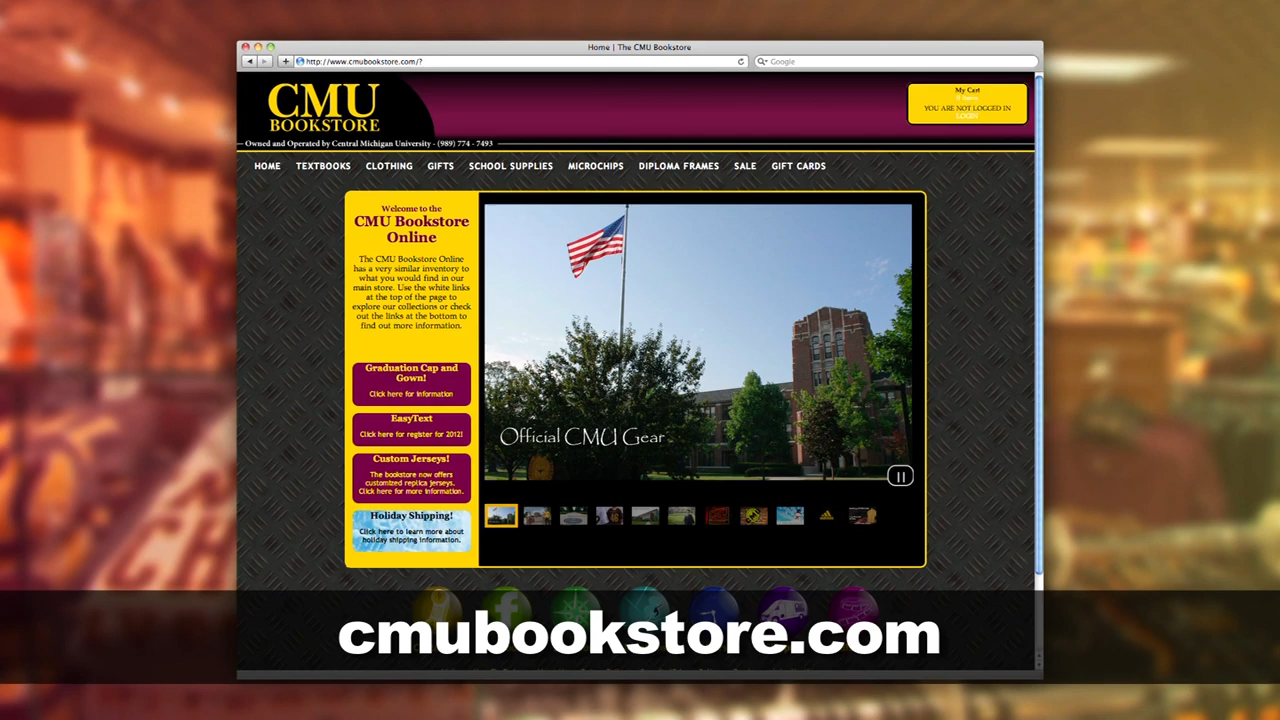 Home | The CMU Bookstore
http://www.cmubookstore.com/?
Google
CMU
BOOKSTORE
My Cart
YOU ARE NOT LOGGED IN
LOGIN
Owned and Operated by Central Michigan University - (989) 774 - 7493
HOME TEXTBOOKS CLOTHING GIFTS SCHOOL SUPPLIES MICROCHIPS DIPLOMA FRAMES SALE GIFT CARDS
Welcome to the
CMU Bookstore
Online
The CMU Bookstore Online
has a very similar inventory to
what you would find in our
main store. Use the white links
at the top of the page to
explore our collections or check
out the links at the bottom to
find out more information.
Graduation Cap and
Gown!
Click here for information
EasyText
Click here for register for 2012!
Custom Jerseys!
The bookstore now offers
customized replica jerseys.
Click here for more information.
Holiday Shipping!
Click here to learn more about
holiday shipping information.
Official CMU Gear
cmubookstore.com